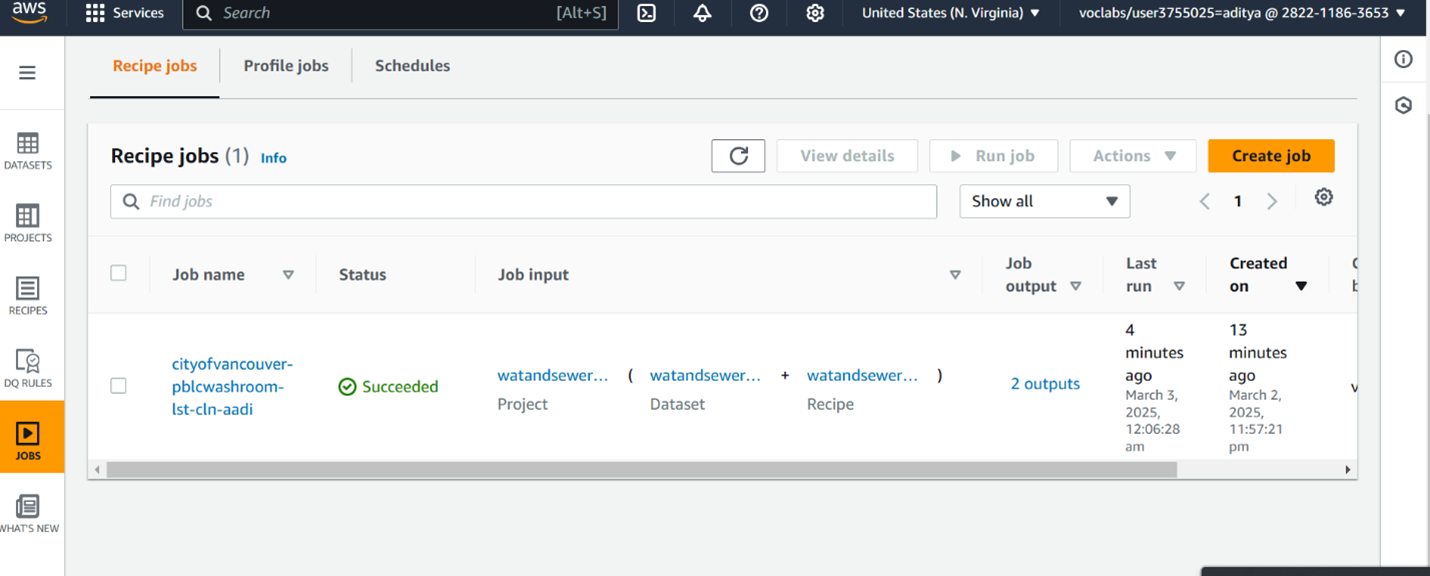 aws
Services
Search
[Alt+S]
United States (N. Virginia)
voclabs/user3755025=aditya @ 2822-1186-3653
Recipe jobs
Profile jobs
Schedules
DATASETS
PROJECTS
RECIPES
DQ RULES
JOBS
WHAT'S NEW
Recipe jobs (1) Info
View details
Run job
Actions
Create job
Find jobs
Show all
1
Job name
Status
Job input
Job
output
Last
run
Created
on
cityofvancouver-
pblcwashroom-
lst-cln-aadi
Succeeded
watandsewer... ( watandsewer... + watandsewer... )
Project
Dataset
Recipe
2 outputs
4
minutes
ago
March 3,
2025,
12:06:28
am
13
minutes
ago
March 2,
2025,
11:57:21
pm